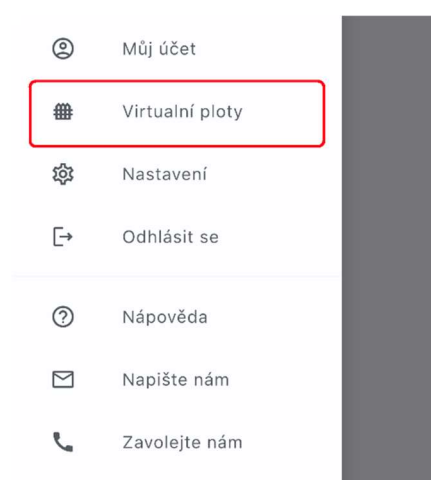 Můj účet
Virtualní ploty
Nastavení
Odhlásit se
Nápověda
Napište nám
Zavolejte nám